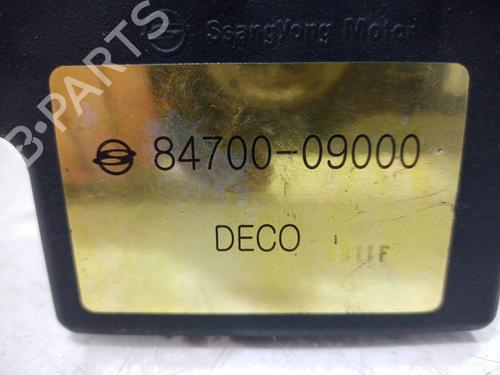 SsangYong Motor
84700-09000
DECO
B-PARTS